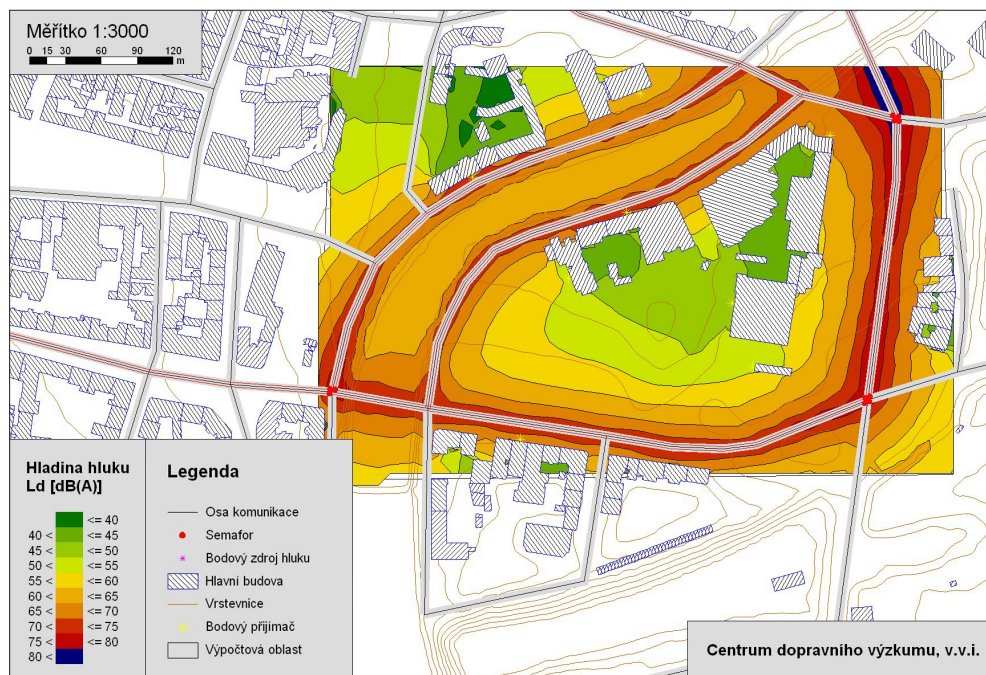 Měřítko 1:3000
0 15 30 60 90 120
m
Hladina hluku
Ld [dB(A)]
<= 40
40 < <= 45
45 < <= 50
50 < <= 55
55 < <= 60
60 < <= 65
65 < <= 70
70 < <= 75
75 < <= 80
80 <
Legenda
Osa komunikace
Semafor
Bodový zdroj hluku
Hlavní budova
Vrstevnice
Bodový přijimač
Výpočtová oblast
Centrum dopravního výzkumu, v.v.i.